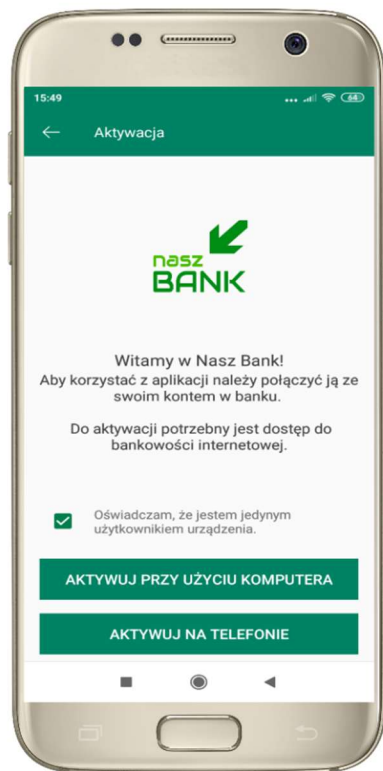 15:49
64
Aktywacja
nasz
BANK
Witamy w Nasz Bank!
Aby korzystać z aplikacji należy połączyć ją ze
swoim kontem w banku.
Do aktywacji potrzebny jest dostęp do
bankowości internetowej.
Oświadczam, że jestem jedynym
użytkownikiem urządzenia.
AKTYWUJ PRZY UŻYCIU KOMPUTERA
AKTYWUJ NA TELEFONIE